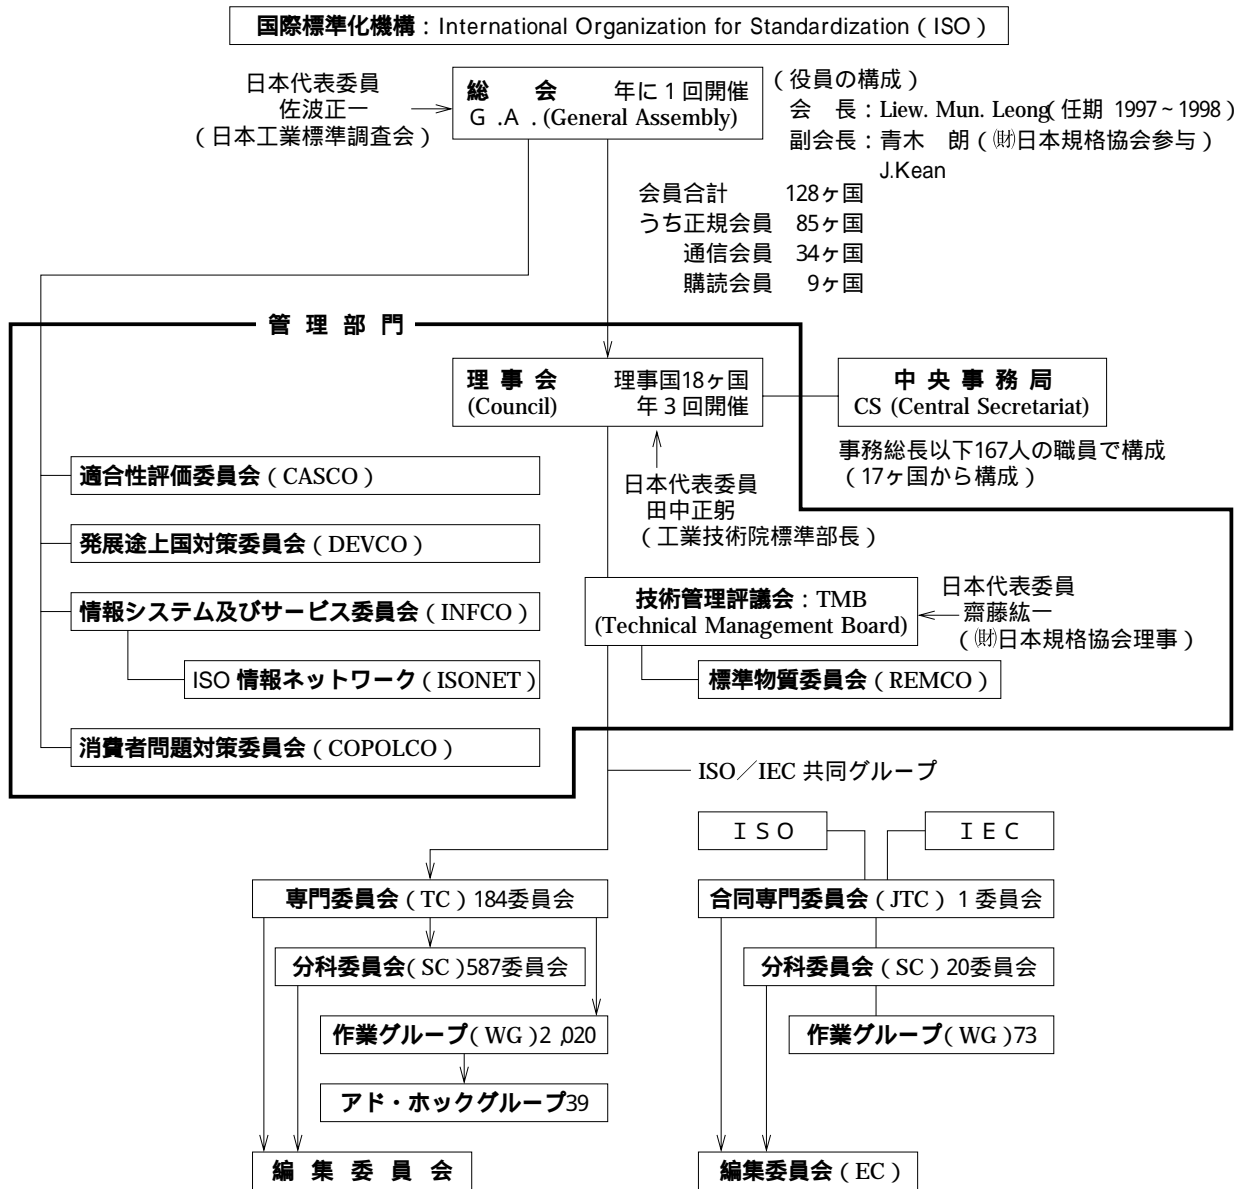 国際標準化機構：International Organization for Standardization（ISO）
日本代表委員
佐波正一
（日本工業標準調査会）
総　会　年に１回開催
G .A . (General Assembly)
（役員の構成）
会　長：Liew. Mun. Leong（任期 1997～1998）
副会長：青木　朗（㈶日本規格協会参与）
J.Kean
会員合計　128ヶ国
うち正規会員　85ヶ国
通信会員　34ヶ国
購読会員　9ヶ国
管理部門
理事会　理事国18ヶ国
(Council)　年３回開催
中央事務局
CS (Central Secretariat)
事務総長以下167人の職員で構成
（17ヶ国から構成）
日本代表委員
田中正躬
（工業技術院標準部長）
適合性評価委員会（CASCO）
発展途上国対策委員会（DEVCO）
情報システム及びサービス委員会（INFCO）
ISO 情報ネットワーク（ISONET）
消費者問題対策委員会（COPOLCO）
技術管理評議会：TMB
(Technical Management Board)
日本代表委員
齋藤紘一
（㈶日本規格協会理事）
標準物質委員会（REMCO）
ISO／IEC 共同グループ
ＩＳＯ
ＩＥＣ
専門委員会（TC）184委員会
合同専門委員会（JTC）１委員会
分科委員会（SC）587委員会
分科委員会（SC）20委員会
作業グループ（WG）2,020
作業グループ（WG）73
アド・ホックグループ39
編集委員会
編集委員会（EC）